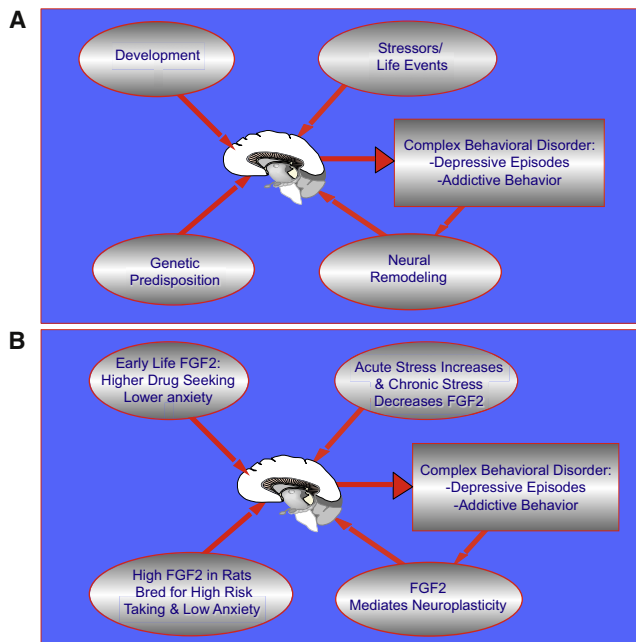 A
Development
Stressors/
Life Events
Complex Behavioral Disorder:
-Depressive Episodes
-Addictive Behavior
Genetic
Predisposition
Neural
Remodeling
B
Early Life FGF2:
Higher Drug Seeking
Lower anxiety
Acute Stress Increases
& Chronic Stress
Decreases FGF2
Complex Behavioral Disorder:
-Depressive Episodes
-Addictive Behavior
High FGF2 in Rats
Bred for High Risk
Taking & Low Anxiety
FGF2
Mediates Neuroplasticity